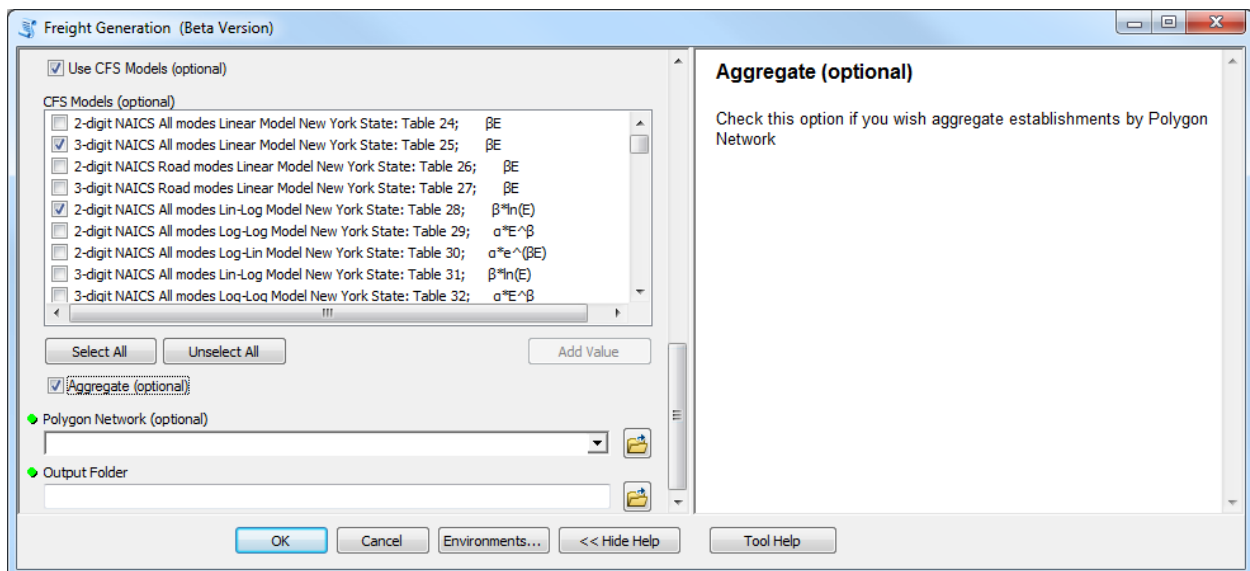 Freight Generation (Beta Version)
Use CFS Models (optional)
CFS Models (optional)
2-digit NAICS All modes Linear Model New York State: Table 24; βE
3-digit NAICS All modes Linear Model New York State: Table 25; βE
2-digit NAICS Road modes Linear Model New York State: Table 26; βE
3-digit NAICS Road modes Linear Model New York State: Table 27; βE
2-digit NAICS All modes Lin-Log Model New York State: Table 28; β*ln(E)
2-digit NAICS All modes Log-Log Model New York State: Table 29; α*E^β
2-digit NAICS All modes Log-Lin Model New York State: Table 30; α*e^(βE)
3-digit NAICS All modes Lin-Log Model New York State: Table 31; β*ln(E)
3-digit NAICS All modes Log-Log Model New York State: Table 32; α*E^β
Select All
Unselect All
Add Value
Aggregate (optional)
Polygon Network (optional)
Output Folder
OK
Cancel
Environments...
<< Hide Help
Tool Help
Aggregate (optional)
Check this option if you wish aggregate establishments by Polygon
Network